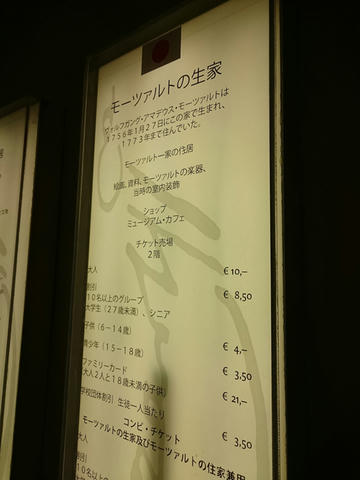 モーツァルトの生家
ヴォルフガング・アマデウス・モーツァルトは
1756年1月27日にこの家で生まれ、
1773年まで住んでいた。
モーツァルト一家の住居
絵画、資料、モーツァルトの楽器、
当時の室内装飾
ショップ
ミュージアム・カフェ
チケット売場
2階
大人 € 10,–
割引 € 8,50
10名以上のグループ
大学生（27歳未満）、シニア
子供（6－14歳） € 4,–
青少年（15－18歳） € 3,50
ファミリーカード € 21,–
（大人2人と18歳未満の子供）
学校団体割引 生徒一人当たり € 3,50
コンビ・チケット
モーツァルトの生家及びモーツァルトの住家兼用
大人
割引
10名以上